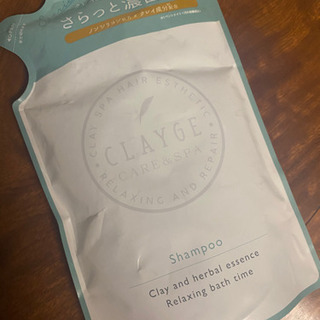 さらっと濃密
CLAY SPA HAIR ESTHETIC
CLAYGE
CARE&SPA
RELAXING AND REPAIR
Shampoo
Clay and herbal essence
Relaxing bath time